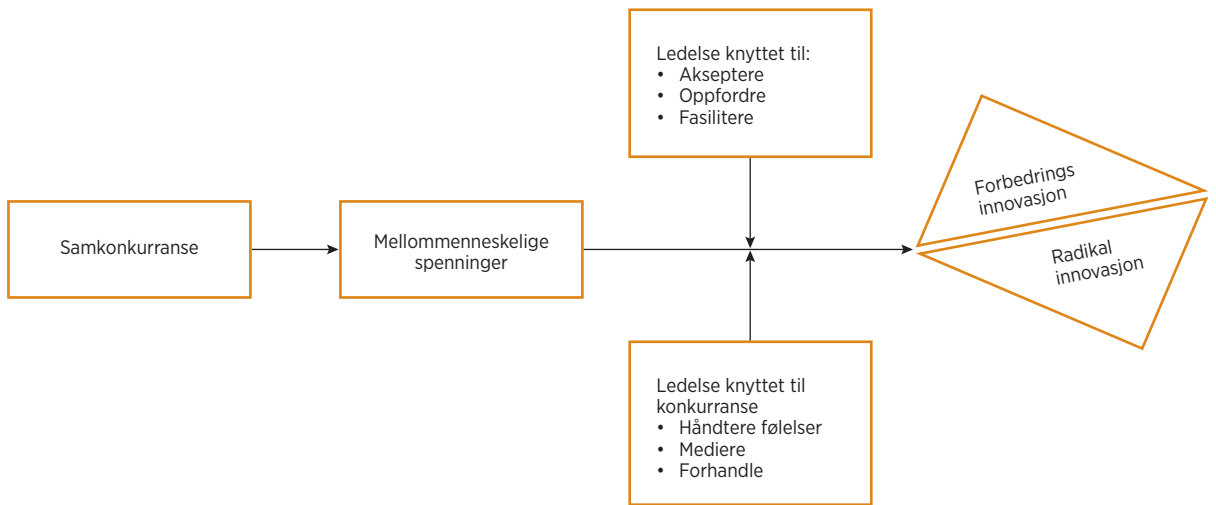 Samkonkurranse
Mellommenneskelige
spenninger
Ledelse knyttet til:
• Akseptere
• Oppfordre
• Fasilitere
Ledelse knyttet til
konkurranse
• Håndtere følelser
• Mediere
• Forhandle
Forbedrings
innovasjon
Radikal
innovasjon